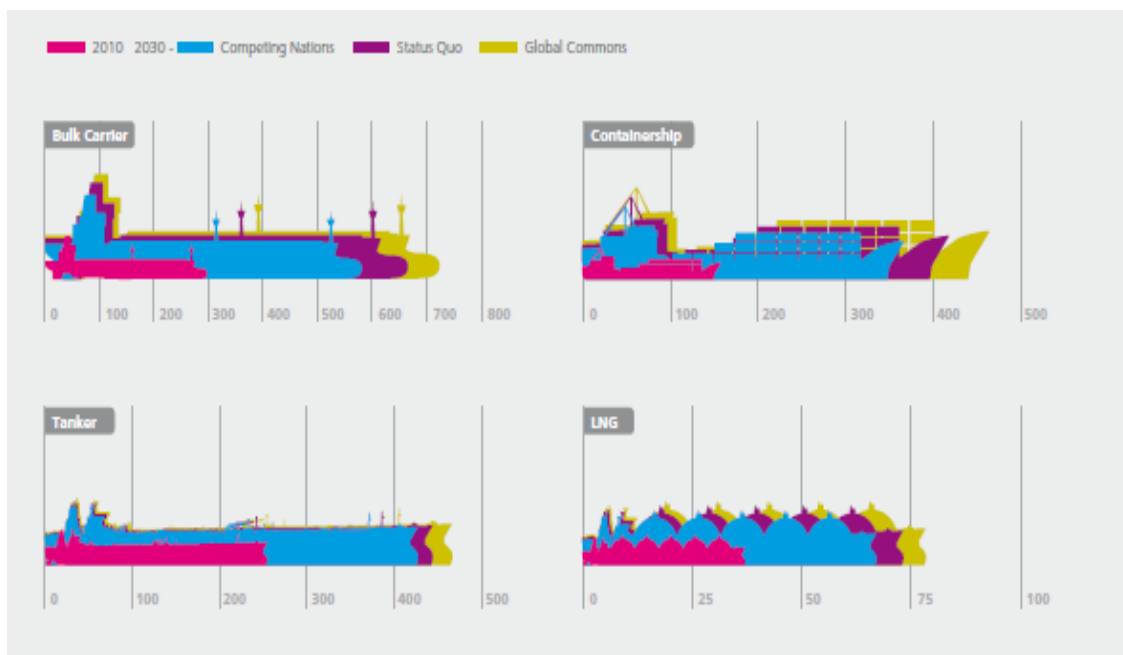 2010 2030 - Competing Nations Status Quo Global Commons
Bulk Carrier
0 100 200 300 400 500 600 700 800
Containership
0 100 200 300 400 500
Tanker
0 100 200 300 400 500
LNG
0 25 50 75 100